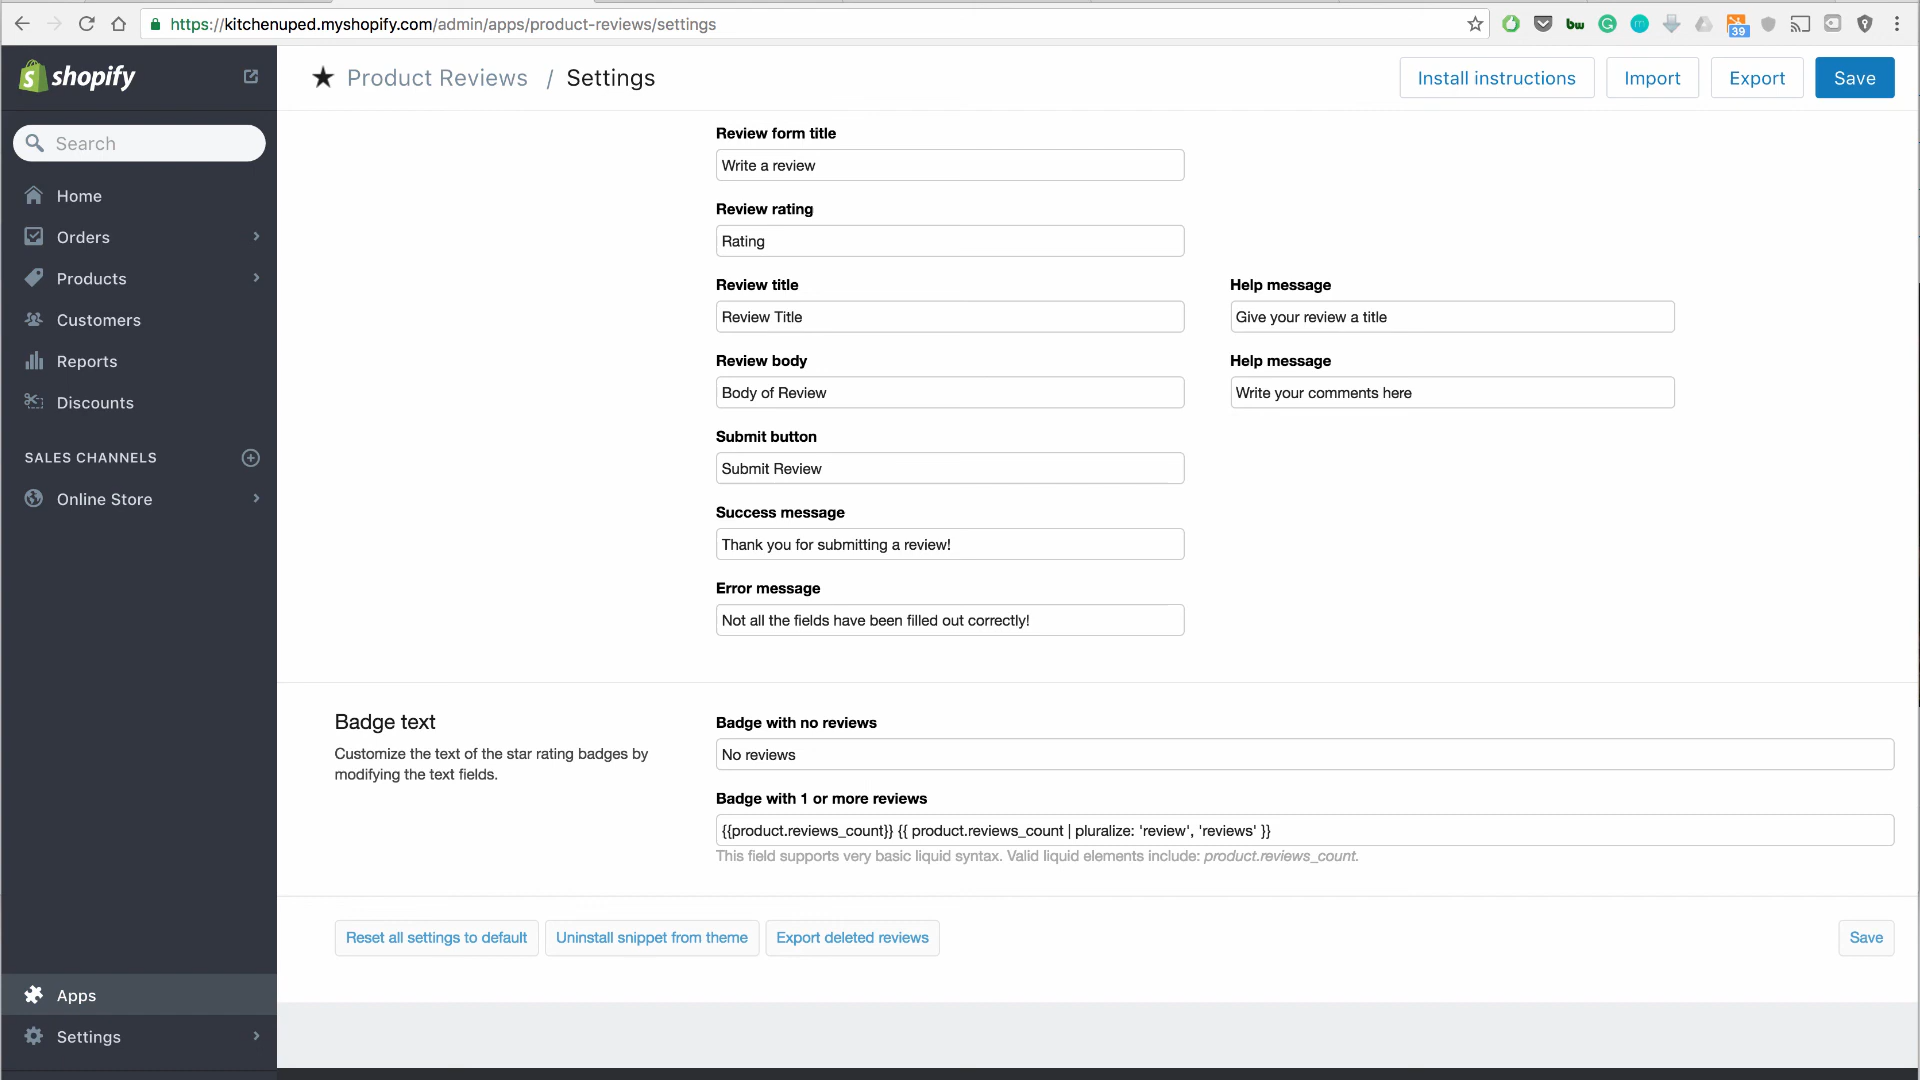 https://kitchenuped.myshopify.com/admin/apps/product-reviews/settings
bw
39
shopify
Product Reviews / Settings
Install instructions
Import
Export
Save
Search
Home
Orders
Products
Customers
Reports
Discounts
SALES CHANNELS
Online Store
Apps
Settings
Review form title
Write a review
Review rating
Rating
Review title
Help message
Review Title
Give your review a title
Review body
Help message
Body of Review
Write your comments here
Submit button
Submit Review
Success message
Thank you for submitting a review!
Error message
Not all the fields have been filled out correctly!
Badge text
Customize the text of the star rating badges by
modifying the text fields.
Badge with no reviews
No reviews
Badge with 1 or more reviews
{{product.reviews_count}} {{ product.reviews_count | pluralize: 'review', 'reviews' }}
This field supports very basic liquid syntax. Valid liquid elements include: product.reviews_count.
Reset all settings to default
Uninstall snippet from theme
Export deleted reviews
Save